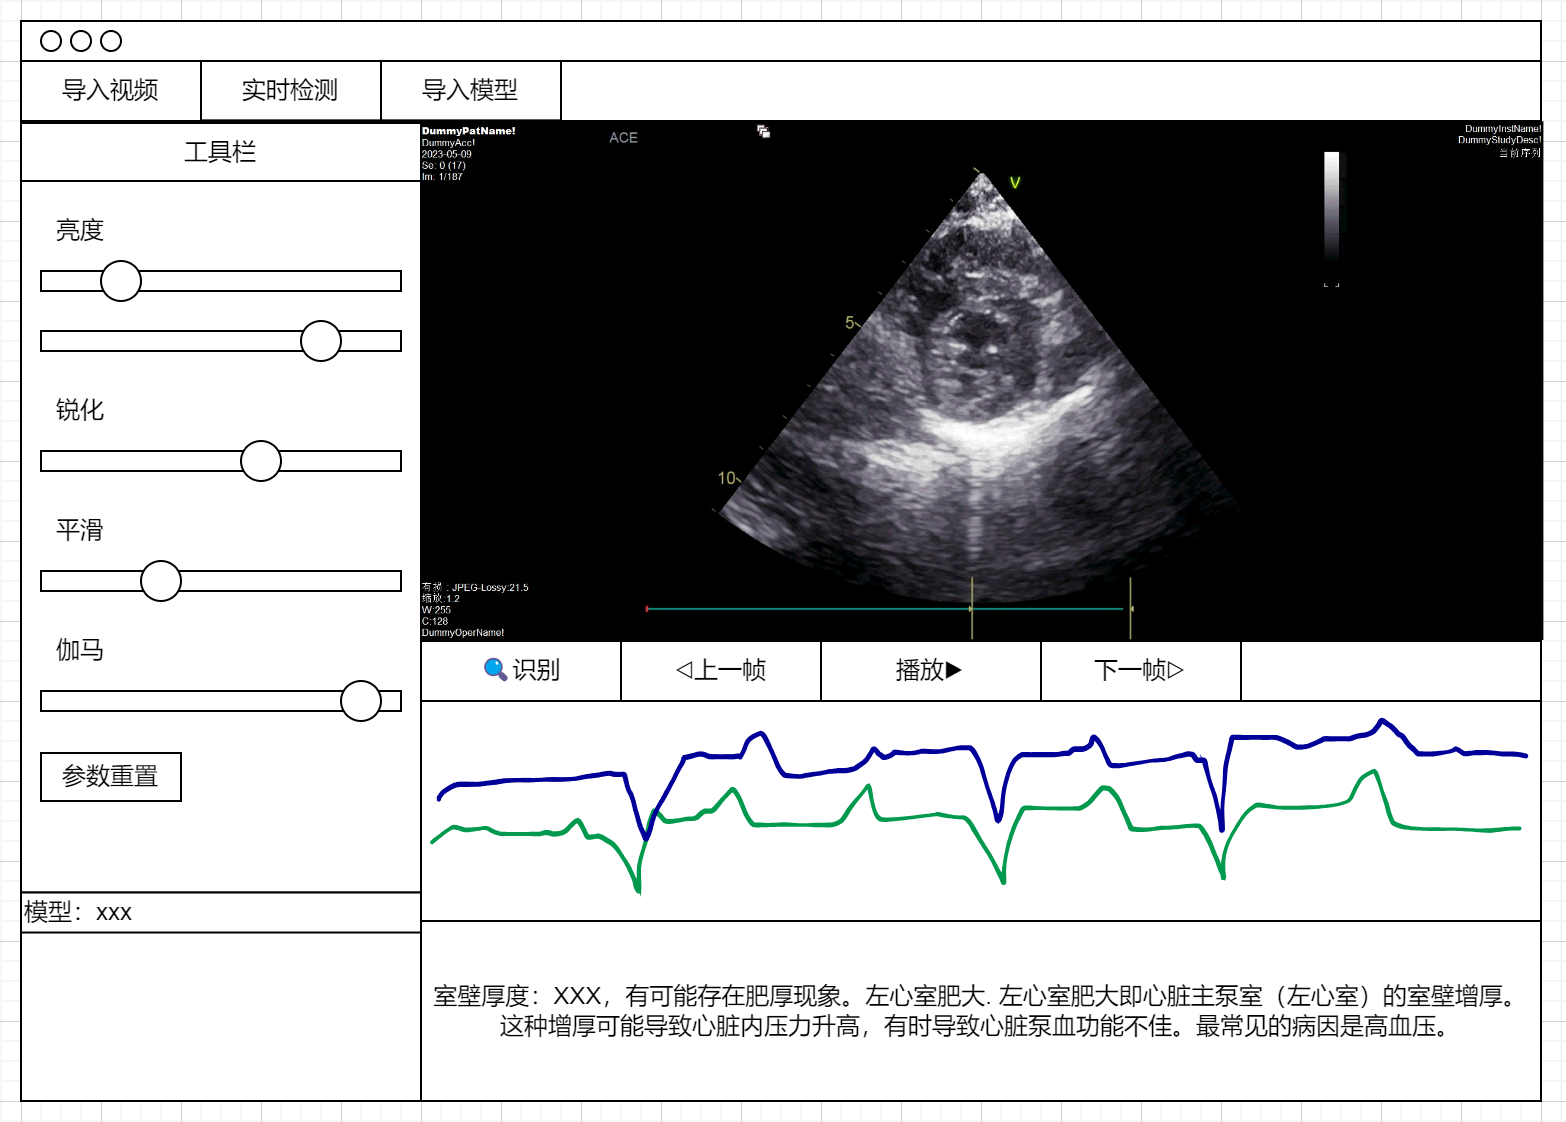 导入视频
实时检测
导入模型
工具栏
亮度
锐化
平滑
伽马
参数重置
模型：xxx
DummyPatName!
DummyAcc!
2023-05-09
Se: 0 (17)
Im: 1/187
ACE
V
DummyInstName!
DummyStudyDesc!
当前序列
5
10
有损 : JPEG-Lossy:21.5
缩放:1.2
W:255
C:128
DummyOperName!
识别
◁上一帧
播放▶
下一帧▷
室壁厚度：XXX，有可能存在肥厚现象。左心室肥大. 左心室肥大即心脏主泵室（左心室）的室壁增厚。
这种增厚可能导致心脏内压力升高，有时导致心脏泵血功能不佳。最常见的病因是高血压。